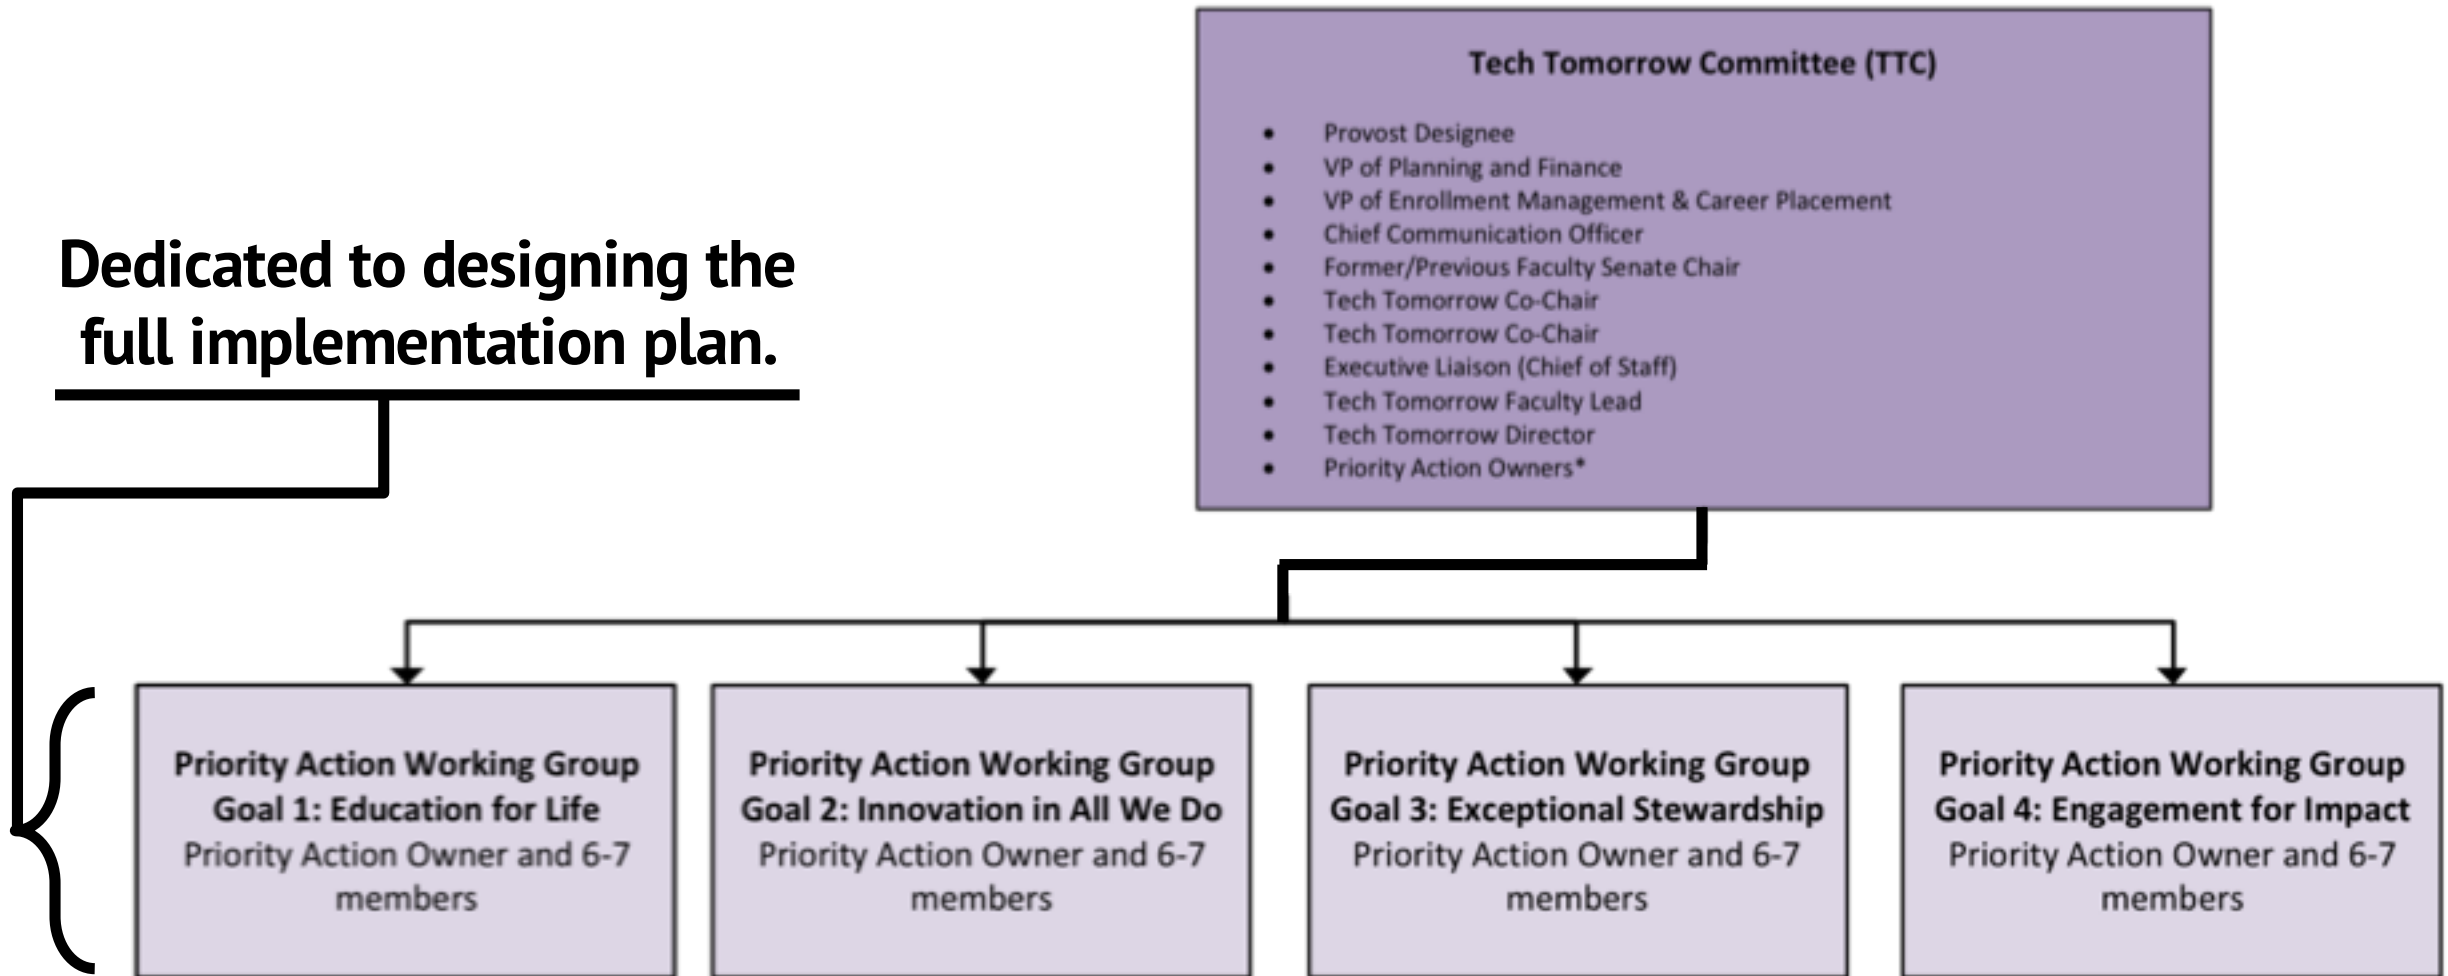 Tech Tomorrow Committee (TTC)
• Provost Designee
• VP of Planning and Finance
• VP of Enrollment Management & Career Placement
• Chief Communication Officer
• Former/Previous Faculty Senate Chair
• Tech Tomorrow Co-Chair
• Tech Tomorrow Co-Chair
• Executive Liaison (Chief of Staff)
• Tech Tomorrow Faculty Lead
• Tech Tomorrow Director
• Priority Action Owners*
Dedicated to designing the
full implementation plan.
Priority Action Working Group
Goal 1: Education for Life
Priority Action Owner and 6-7
members
Priority Action Working Group
Goal 2: Innovation in All We Do
Priority Action Owner and 6-7
members
Priority Action Working Group
Goal 3: Exceptional Stewardship
Priority Action Owner and 6-7
members
Priority Action Working Group
Goal 4: Engagement for Impact
Priority Action Owner and 6-7
members